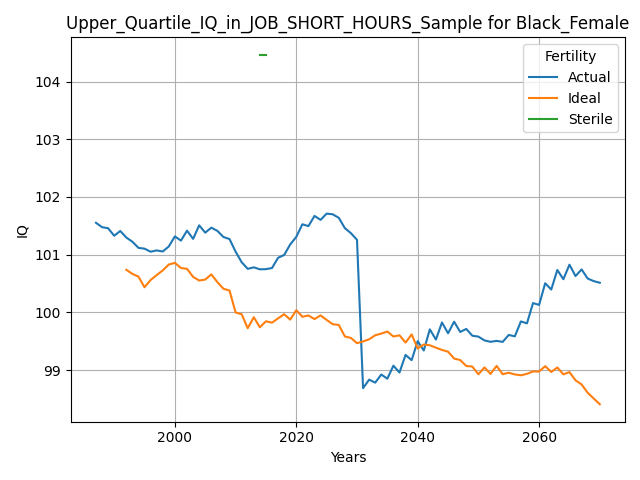 Upper_Quartile_IQ_in_JOB_SHORT_HOURS_Sample for Black_Female
Fertility
Actual
Ideal
Sterile
104
103
102
101
100
99
IQ
2000
2020
2040
2060
Years